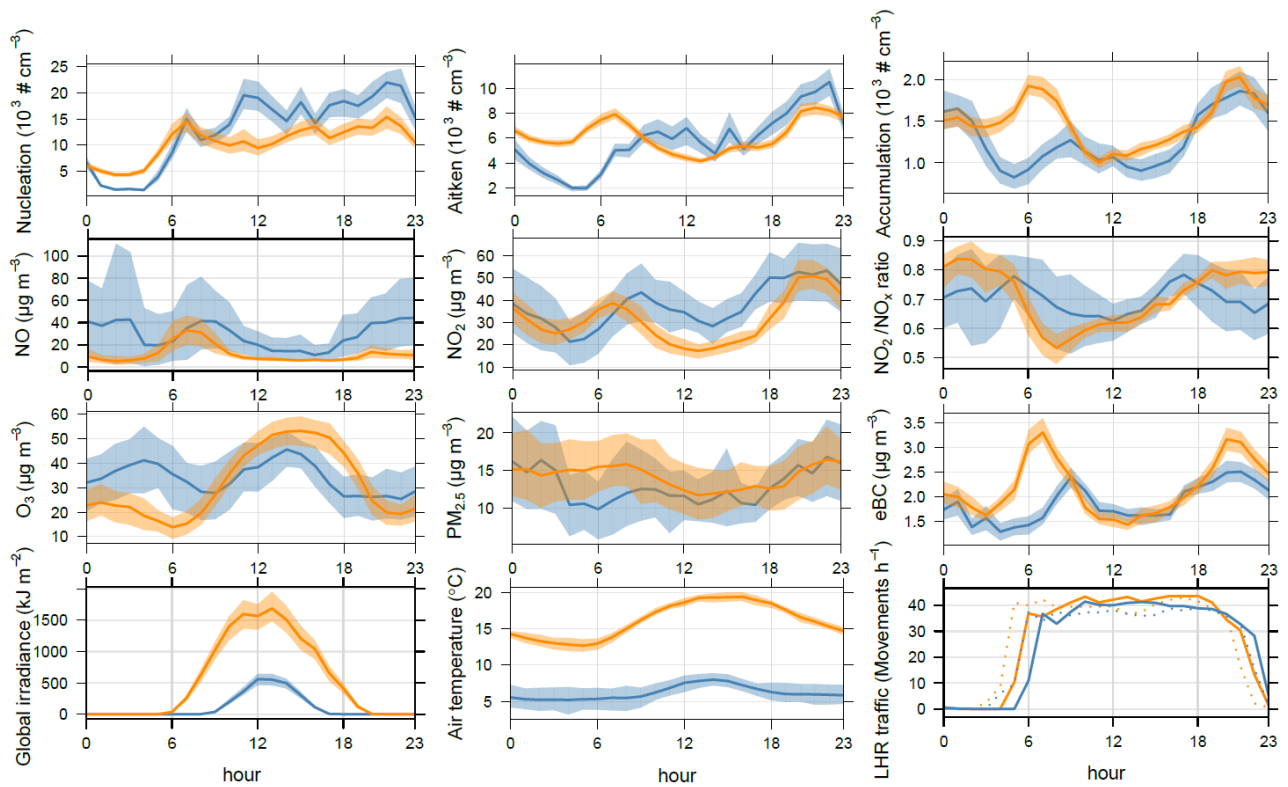 Nucleation (10³ # cm⁻³)
25
20
15
10
5
0 6 12 18 23
Aitken (10³ # cm⁻³)
10
8
6
4
2
0 6 12 18 23
Accumulation (10³ # cm⁻³)
2.0
1.5
1.0
0 6 12 18 23
NO (µg m⁻³)
100
80
60
40
20
0
0 6 12 18 23
NO₂ (µg m⁻³)
60
50
40
30
20
10
0 6 12 18 23
NO₂/NOₓ ratio
0.9
0.8
0.7
0.6
0.5
0 6 12 18 23
O₃ (µg m⁻³)
60
50
40
30
20
10
0 6 12 18 23
PM₂.₅ (µg m⁻³)
20
15
10
0 6 12 18 23
eBC (µg m⁻³)
3.5
3.0
2.5
2.0
1.5
0 6 12 18 23
Global irradiance (kJ m⁻²)
1500
1000
500
0
0 6 12 18 23
hour
Air temperature (°C)
20
15
10
5
0 6 12 18 23
hour
LHR traffic (Movements h⁻¹)
40
30
20
10
0
0 6 12 18 23
hour